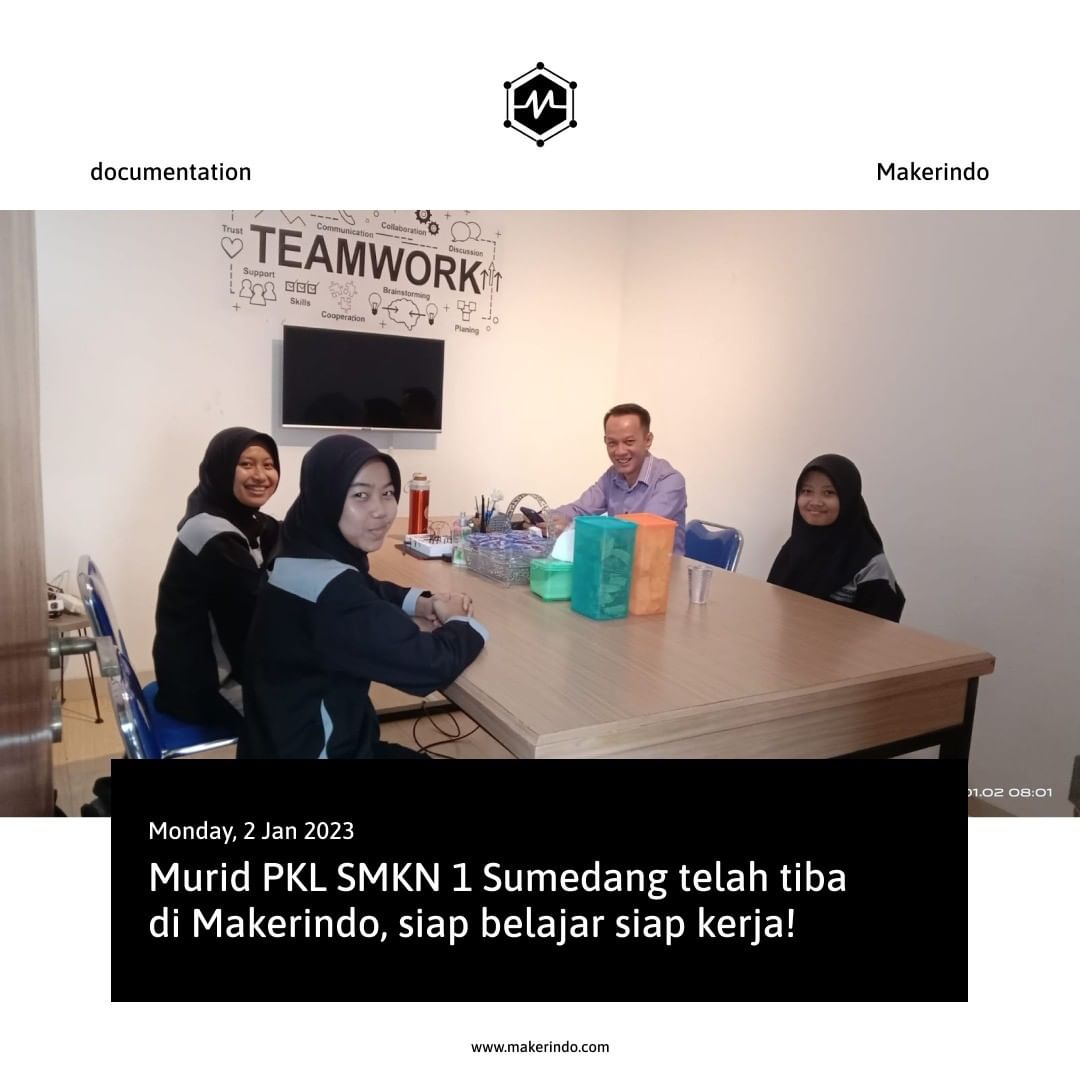 documentation
Makerindo
Trust
Communication
Collaboration
Discussion
TEAMWORK
Support
Skills
Cooperation
Brainstorming
Planing
01.02 08:01
Monday, 2 Jan 2023
Murid PKL SMKN 1 Sumedang telah tiba
di Makerindo, siap belajar siap kerja!
www.makerindo.com